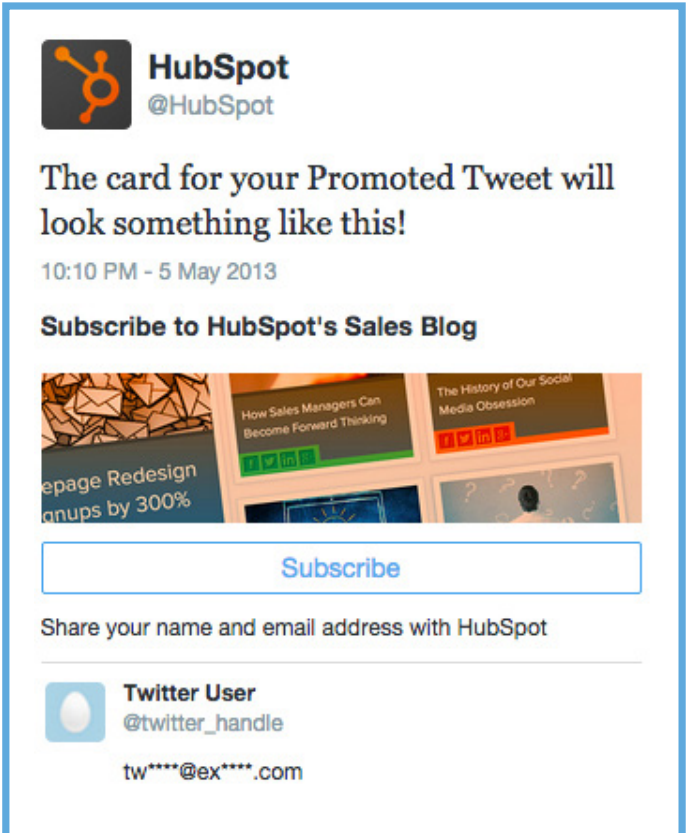 HubSpot
@HubSpot
The card for your Promoted Tweet will
look something like this!
10:10 PM - 5 May 2013
Subscribe to HubSpot's Sales Blog
How Sales Managers Can
Become Forward Thinking
The History of Our Social
Media Obsession
epage Redesign
gnups by 300%
Subscribe
Share your name and email address with HubSpot
Twitter User
@twitter_handle
tw****@ex****.com